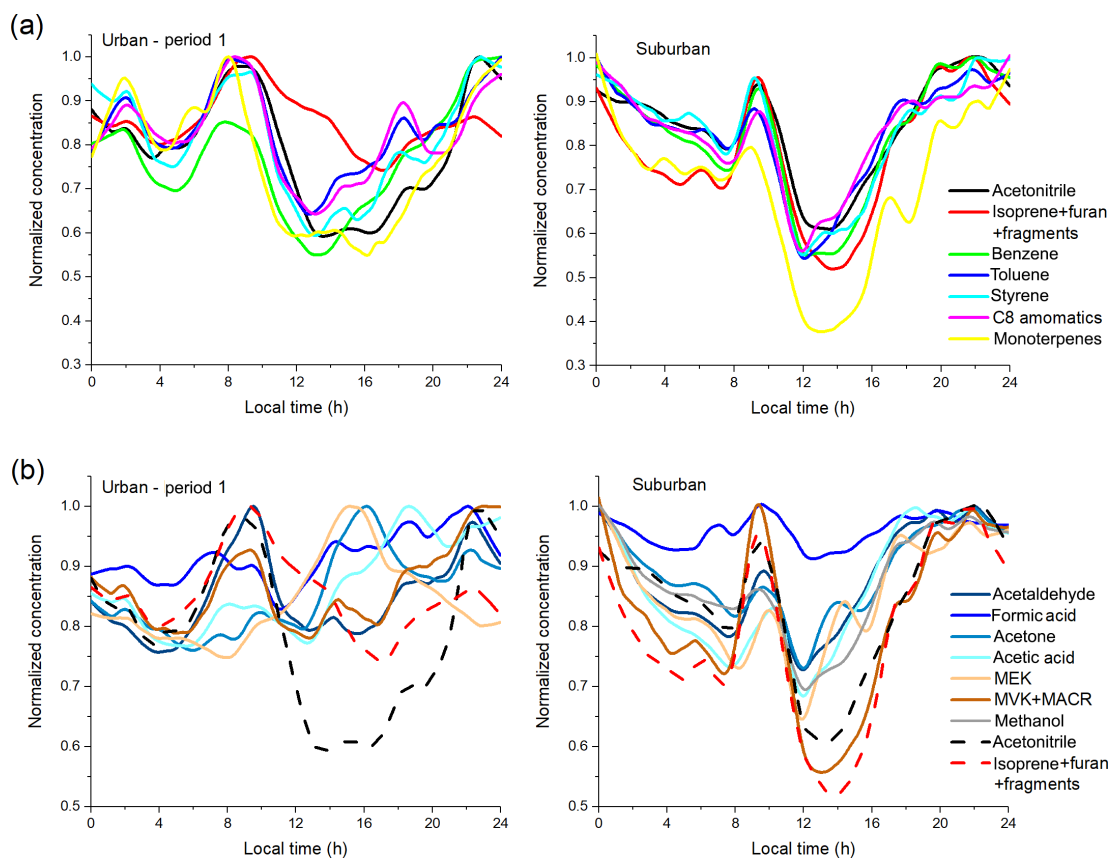 (a)
Urban - period 1
Normalized concentration
1.0
0.9
0.8
0.7
0.6
0.5
0.4
0.3
0 4 8 12 16 20 24
Local time (h)
Suburban
Normalized concentration
1.0
0.9
0.8
0.7
0.6
0.5
0.4
0.3
0 4 8 12 16 20 24
Local time (h)
Acetonitrile
Isoprene+furan
+fragments
Benzene
Toluene
Styrene
C8 amomatics
Monoterpenes
(b)
Urban - period 1
Normalized concentration
1.0
0.9
0.8
0.7
0.6
0.5
0 4 8 12 16 20 24
Local time (h)
Suburban
Normalized concentration
1.0
0.9
0.8
0.7
0.6
0.5
0 4 8 12 16 20 24
Local time (h)
Acetaldehyde
Formic acid
Acetone
Acetic acid
MEK
MVK+MACR
Methanol
Acetonitrile
Isoprene+furan
+fragments